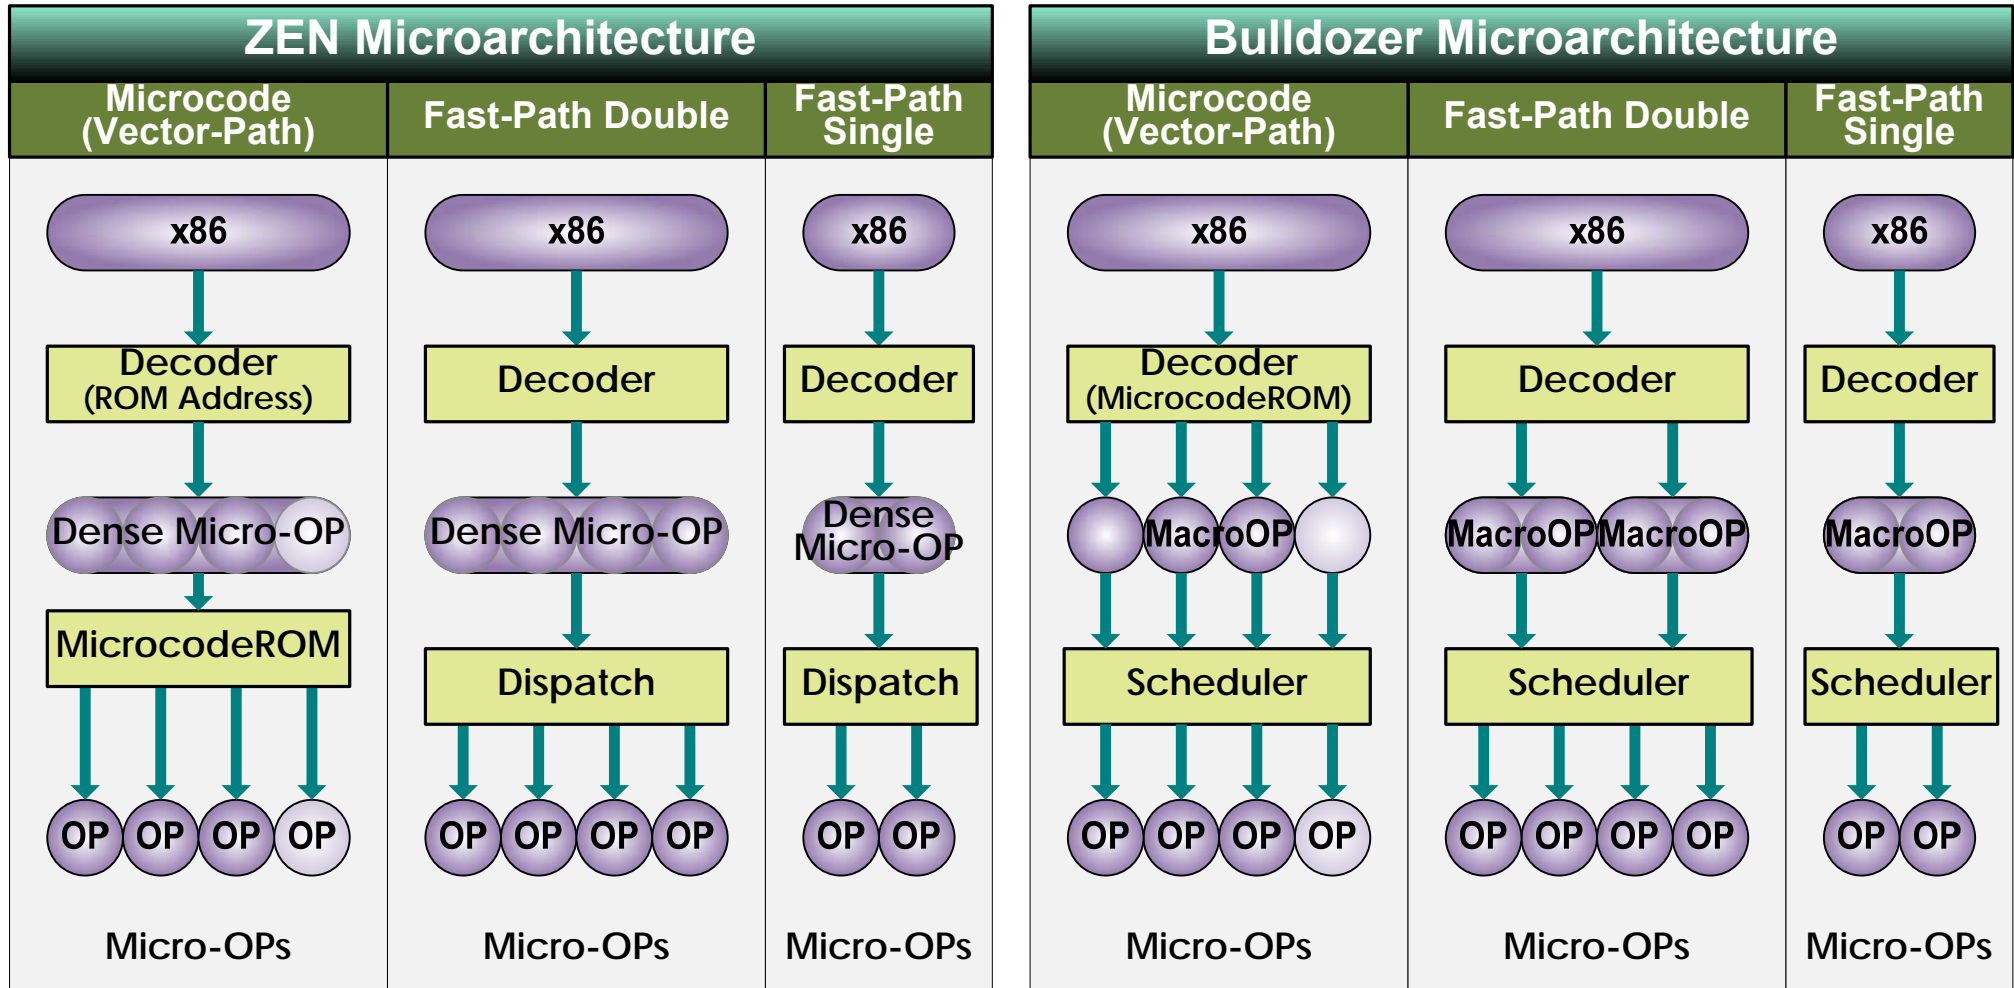 ZEN Microarchitecture
Microcode
(Vector-Path)
Fast-Path Double
Fast-Path
Single
x86
x86
x86
Decoder
(ROM Address)
Decoder
Decoder
Dense Micro-OP
Dense Micro-OP
Dense
Micro-OP
MicrocodeROM
Dispatch
Dispatch
OP OP OP OP
OP OP OP OP
OP OP
Micro-OPs
Micro-OPs
Micro-OPs
Bulldozer Microarchitecture
Microcode
(Vector-Path)
Fast-Path Double
Fast-Path
Single
x86
x86
x86
Decoder
(MicrocodeROM)
Decoder
Decoder
MacroOP
MacroOP MacroOP
MacroOP
Scheduler
Scheduler
Scheduler
OP OP OP OP
OP OP OP OP
OP OP
Micro-OPs
Micro-OPs
Micro-OPs